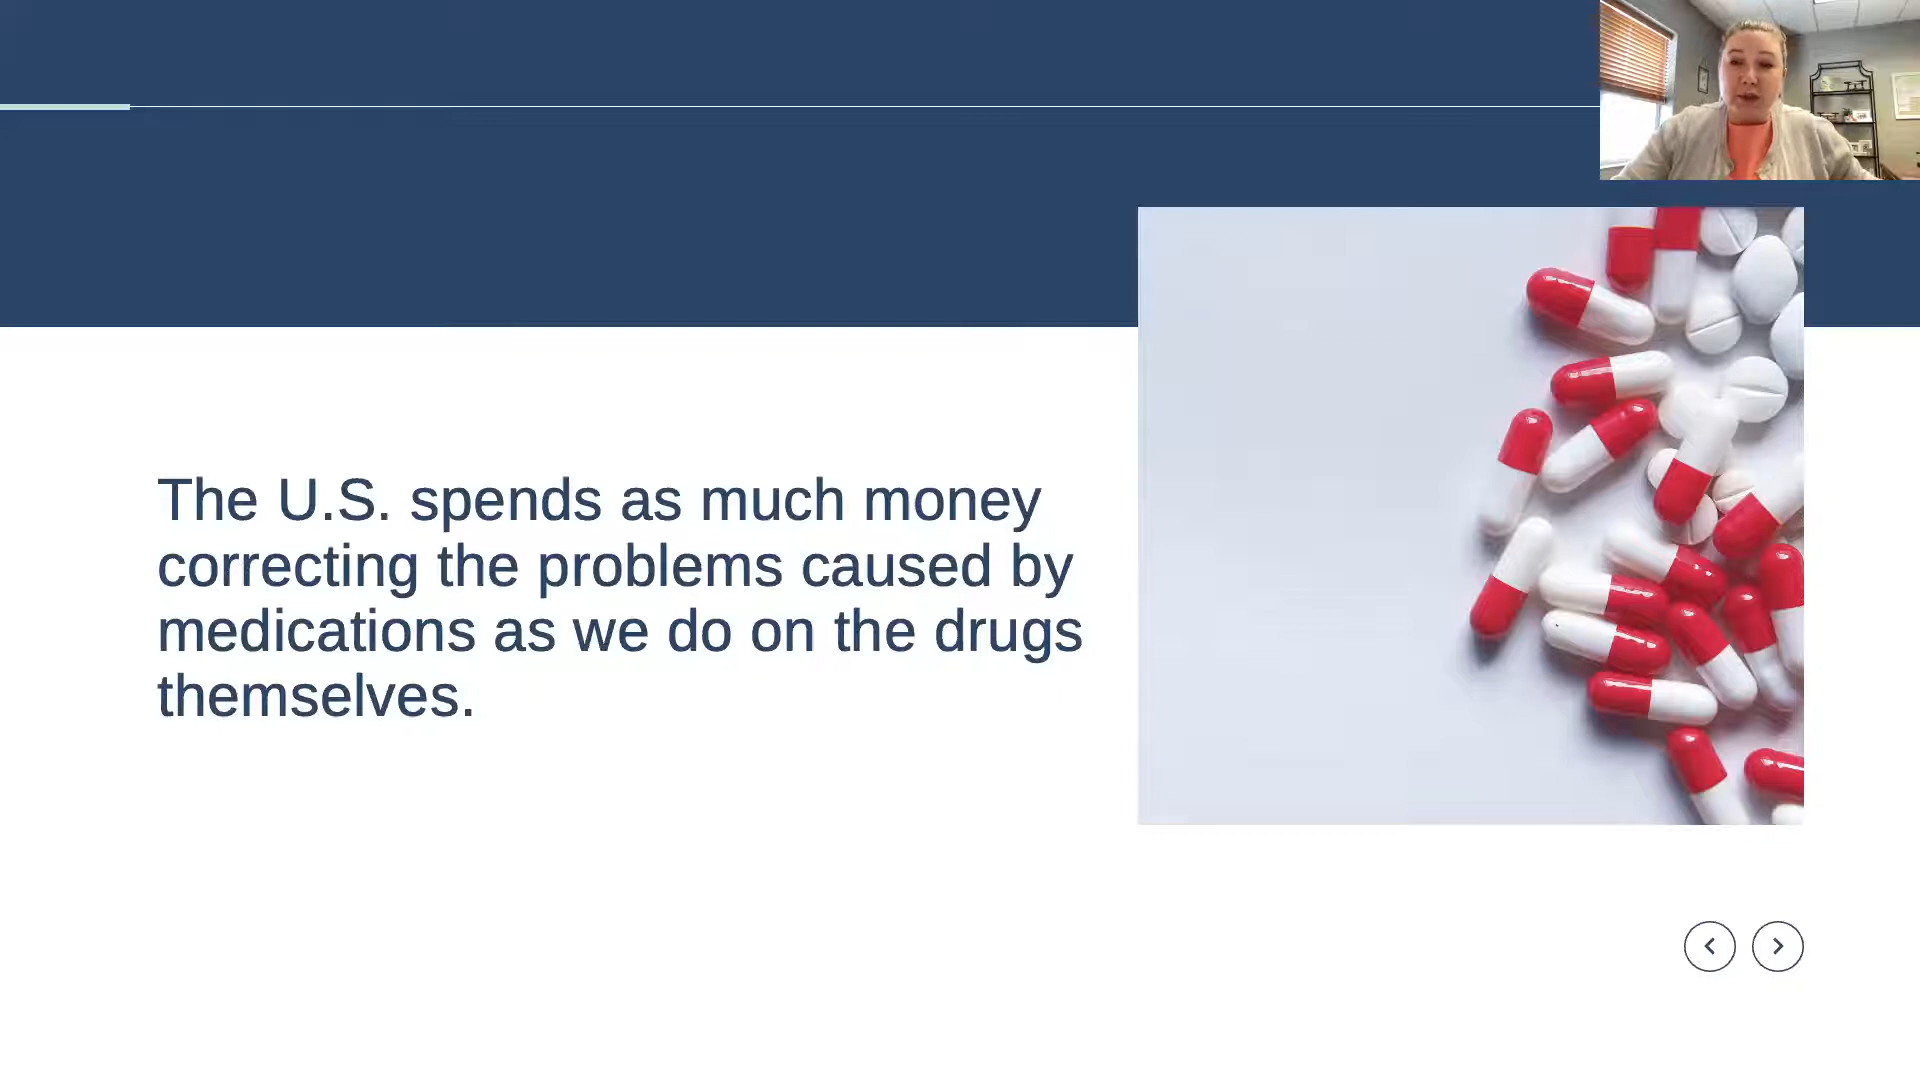 The U.S. spends as much money
correcting the problems caused by
medications as we do on the drugs
themselves.